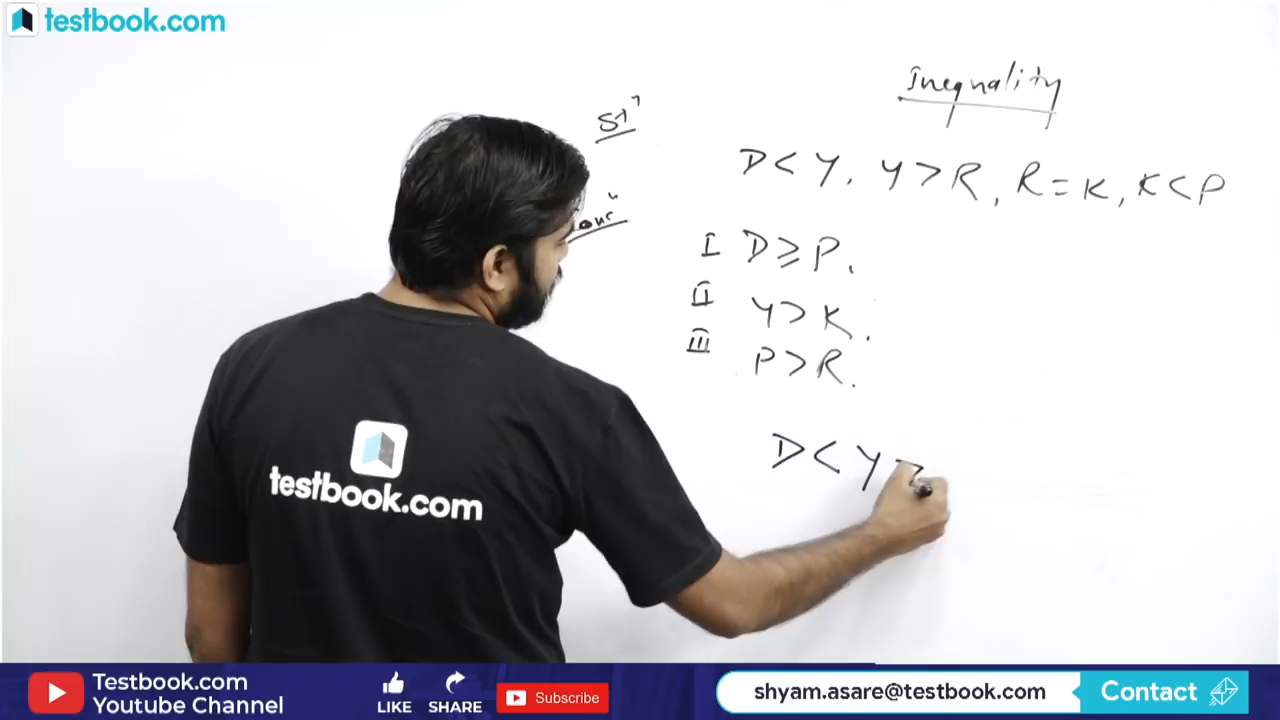 testbook.com
Inequality
St"
D < Y, Y > R, R = K, K < P
I D ≥ P.
II Y > K.
III P > R.
D < Y >
testbook.com
Testbook.com
Youtube Channel
LIKE
SHARE
Subscribe
shyam.asare@testbook.com
Contact